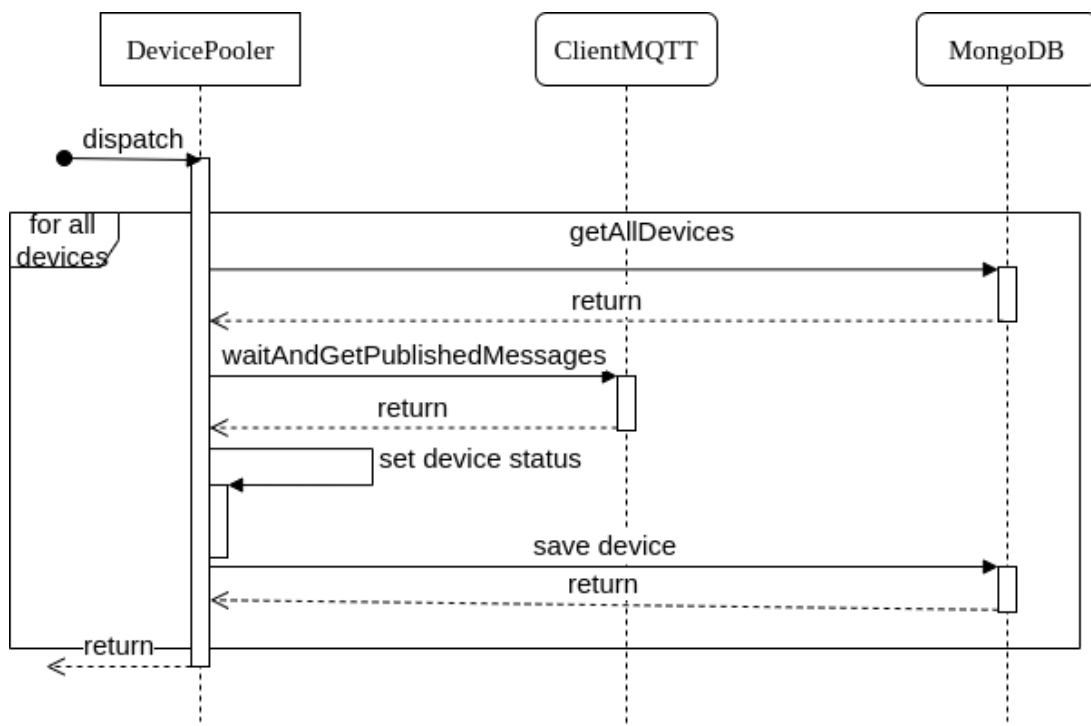 DevicePooler
ClientMQTT
MongoDB
dispatch
for all
devices
getAllDevices
return
waitAndGetPublishedMessages
return
set device status
save device
return
return